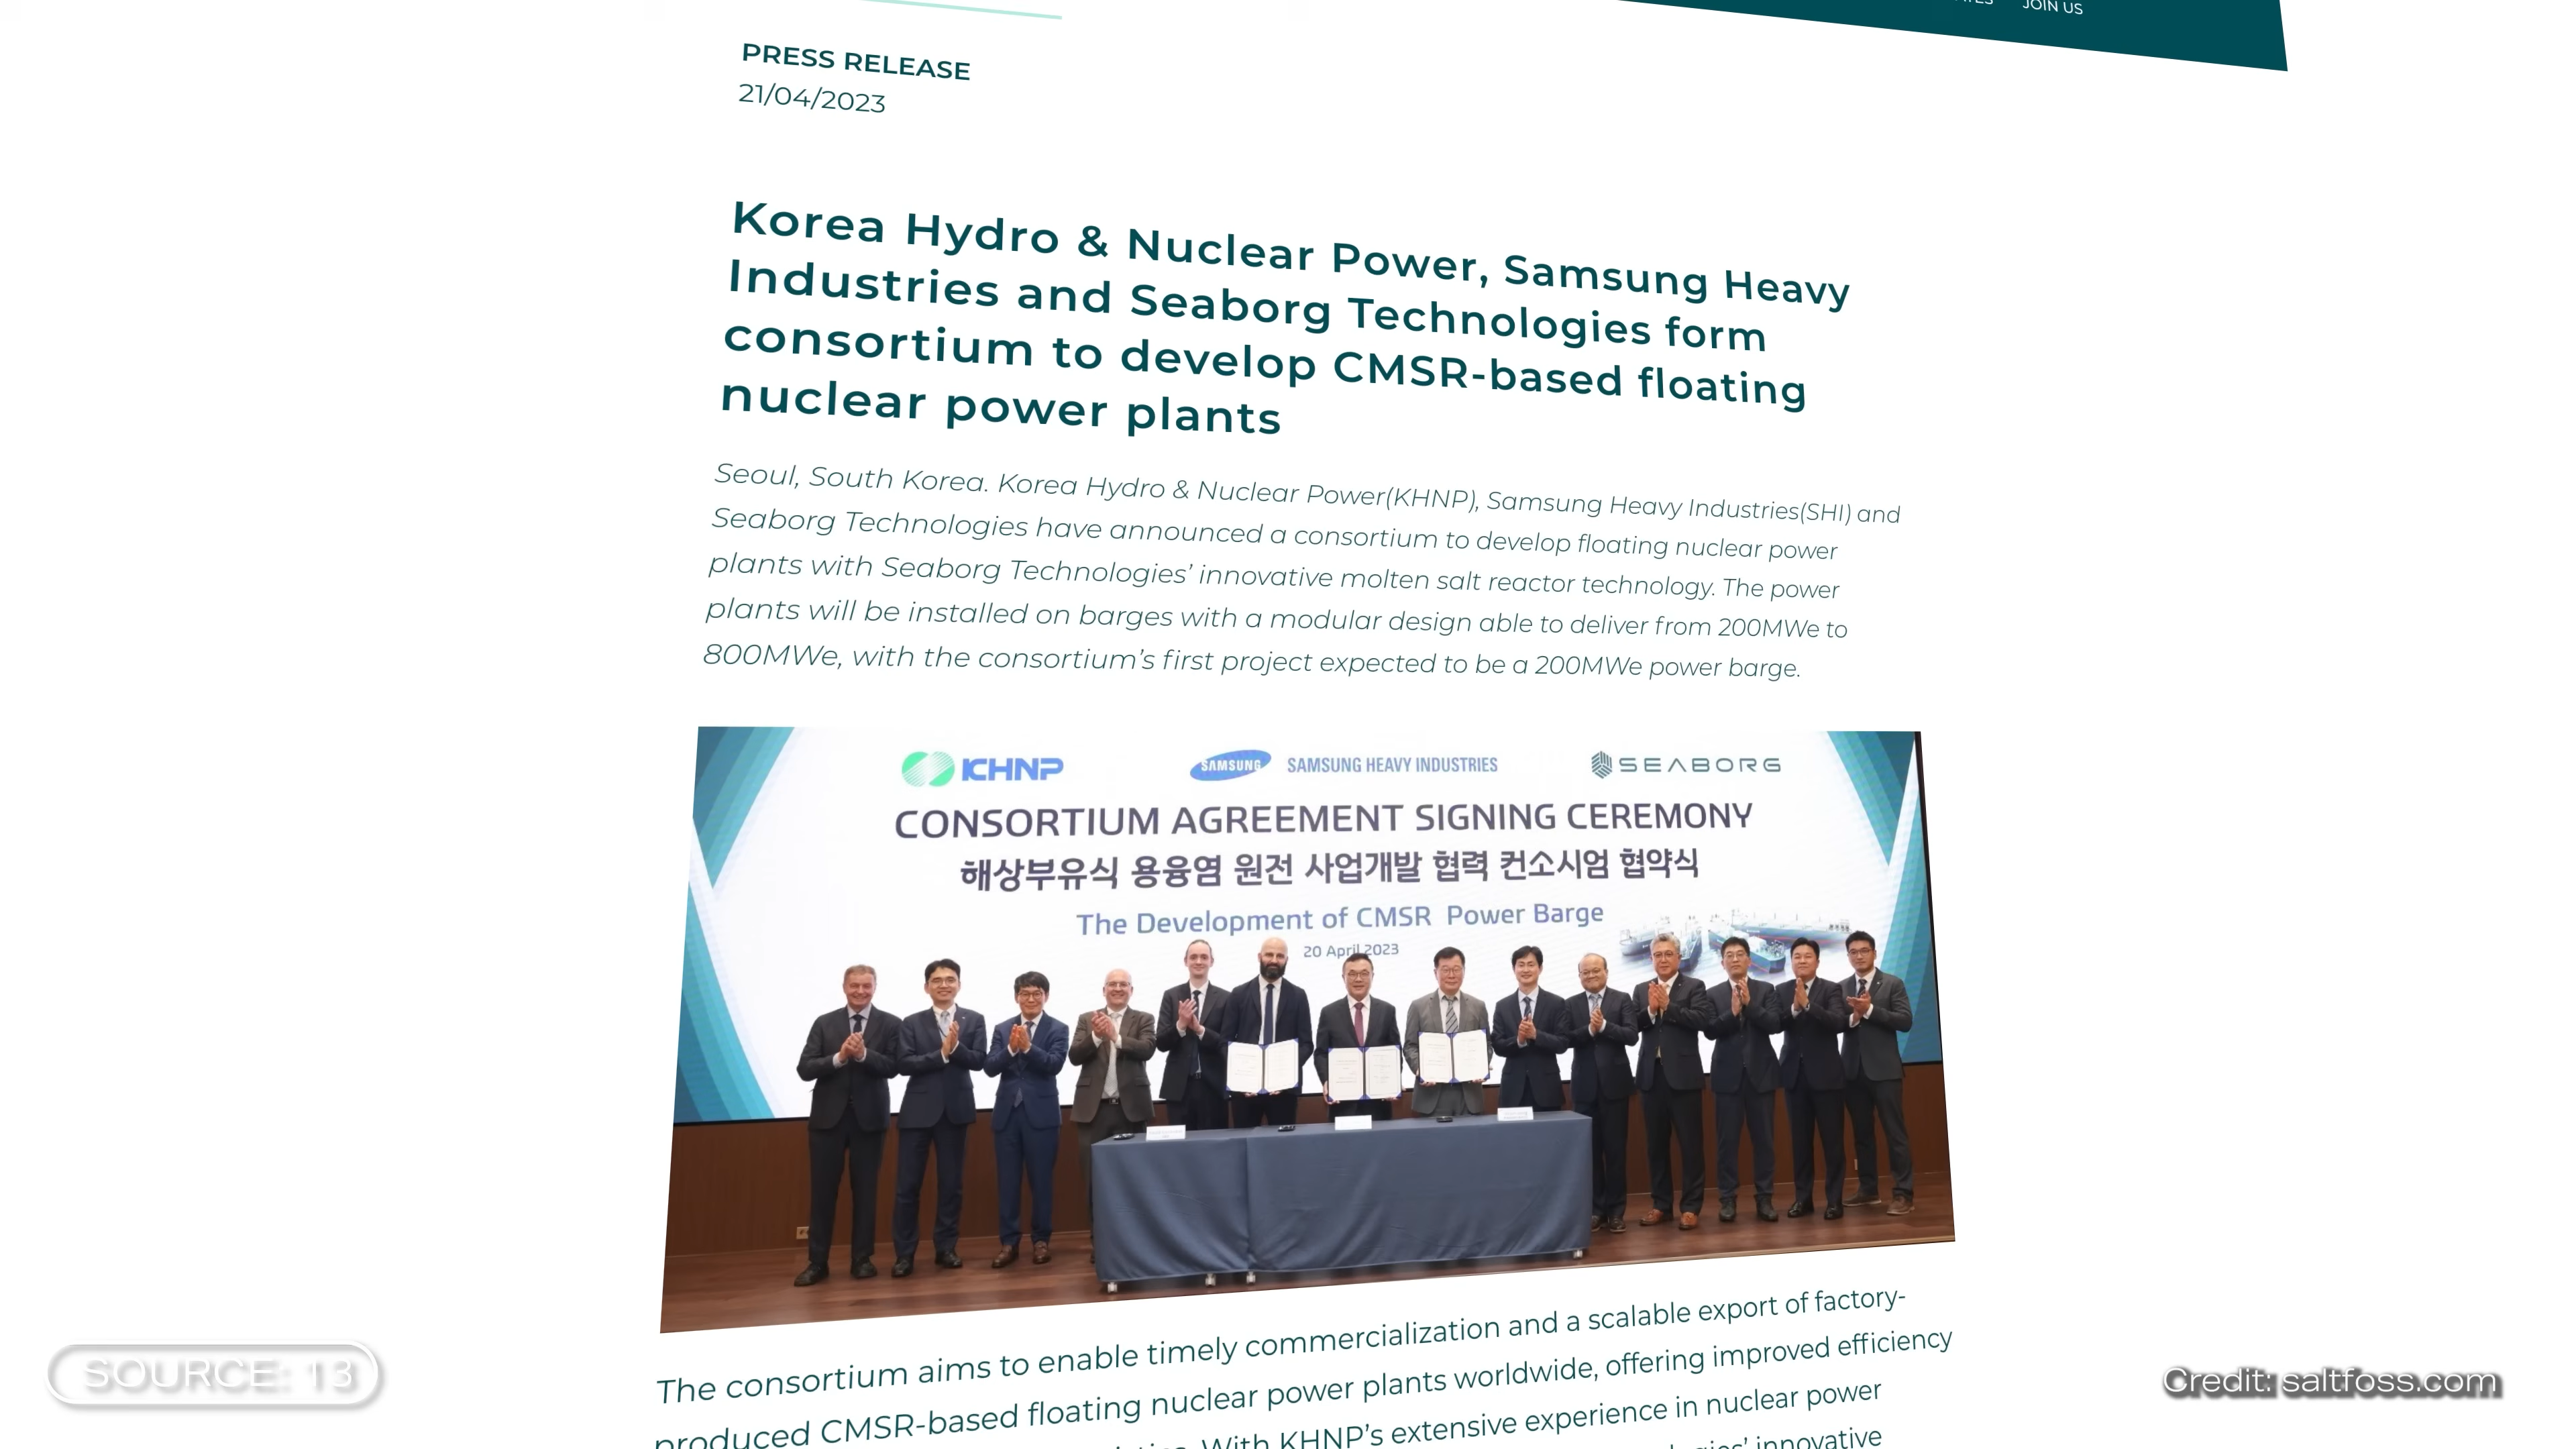 JOIN US
PRESS RELEASE
21/04/2023
Korea Hydro & Nuclear Power, Samsung Heavy
Industries and Seaborg Technologies form
consortium to develop CMSR-based floating
nuclear power plants
Seoul, South Korea. Korea Hydro & Nuclear Power(KHNP), Samsung Heavy Industries(SHI) and
Seaborg Technologies have announced a consortium to develop floating nuclear power
plants with Seaborg Technologies’ innovative molten salt reactor technology. The power
plants will be installed on barges with a modular design able to deliver from 200MWe to
800MWe, with the consortium’s first project expected to be a 200MWe power barge.
KHNP
SAMSUNG SAMSUNG HEAVY INDUSTRIES
SEABORG
CONSORTIUM AGREEMENT SIGNING CEREMONY
해상부유식 용융염 원전 사업개발 협력 컨소시엄 협약식
The Development of CMSR Power Barge
20 April 2023
The consortium aims to enable timely commercialization and a scalable export of factory-
produced CMSR-based floating nuclear power plants worldwide, offering improved efficiency
With KHNP’s extensive experience in nuclear power
innovative
SOURCE: 13
Credit: saltfoss.com